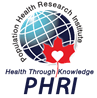 Population Health Research Institute
Health Through Knowledge
PHRI